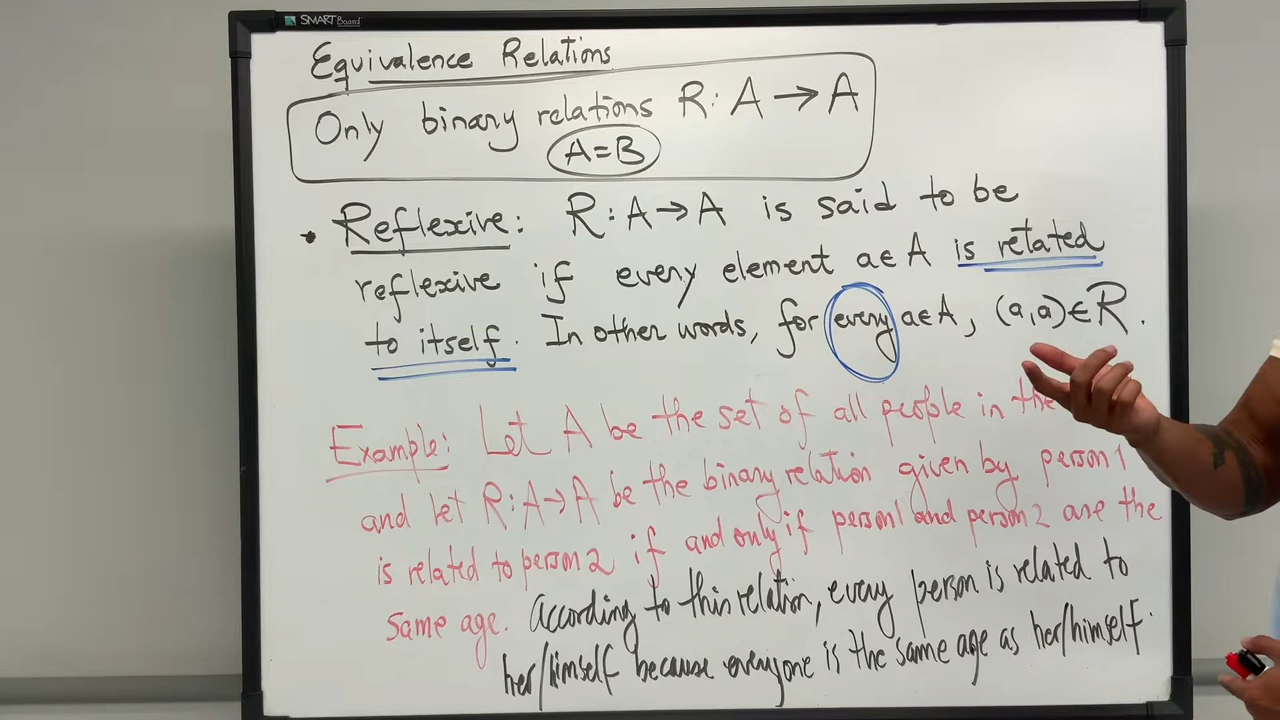 SMART Board
Equivalence Relations
Only binary relations R: A → A
A=B
• Reflexive: R: A→A is said to be
reflexive if every element a∈A is related
to itself. In other words, for every a∈A, (a,a)∈R.
Example: Let A be the set of all people in the
and let R: A→A be the binary relation given by person 1
is related to person 2 if and only if person1 and person 2 are the
same age. According to this relation, every person is related to
her/himself because everyone is the same age as her/himself.